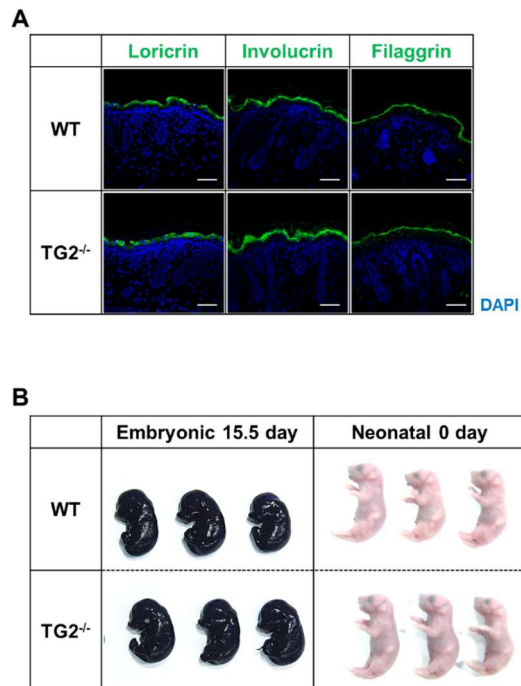 A
Loricrin Involucrin Filaggrin
WT
TG2-/-
DAPI
B
Embryonic 15.5 day Neonatal 0 day
WT
TG2-/-